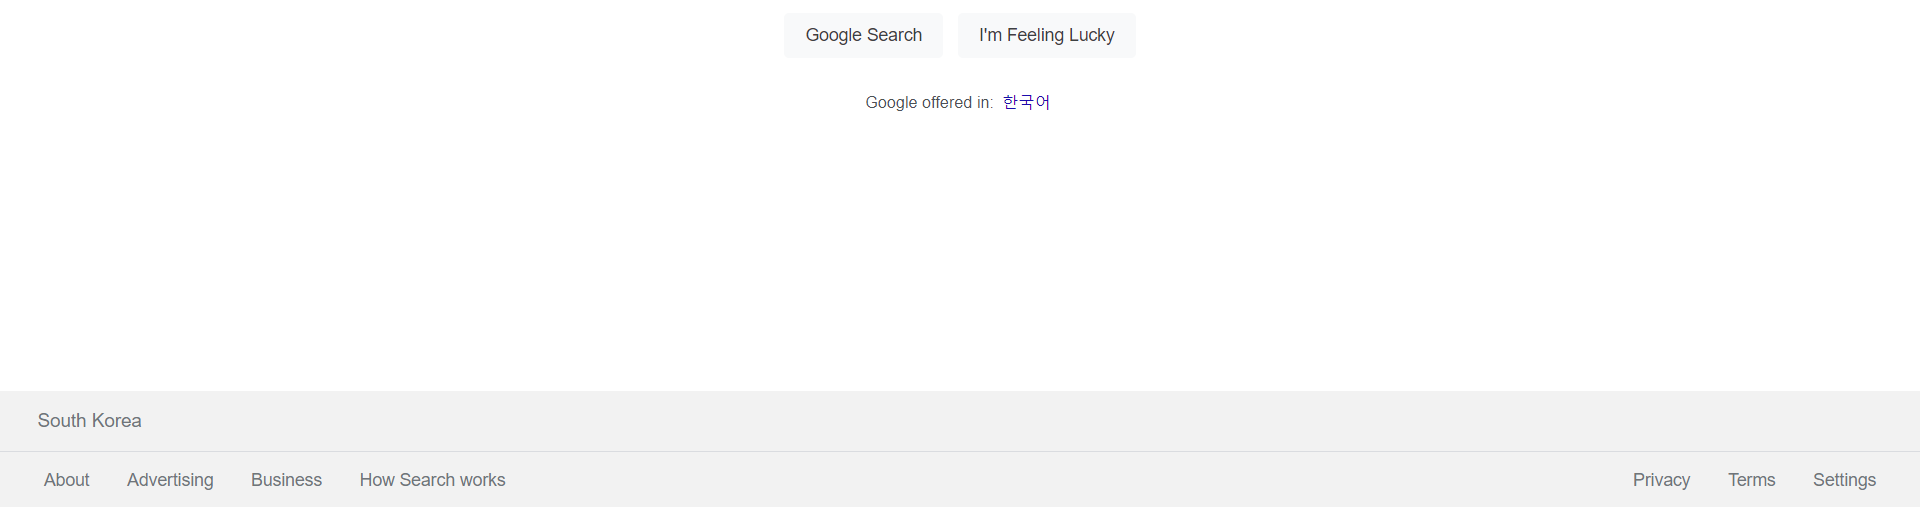 Google Search I'm Feeling Lucky
Google offered in: 한국어
South Korea
About Advertising Business How Search works Privacy Terms Settings